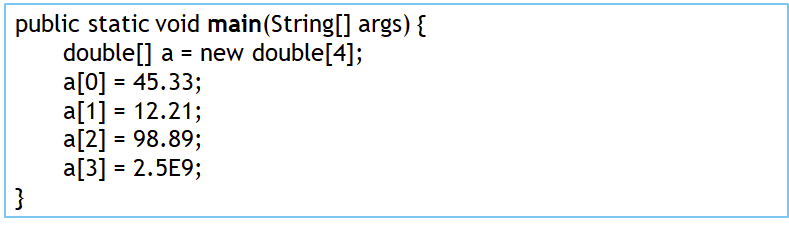 public static void main(String[] args) {
double[] a = new double[4];
a[0] = 45.33;
a[1] = 12.21;
a[2] = 98.89;
a[3] = 2.5E9;
}